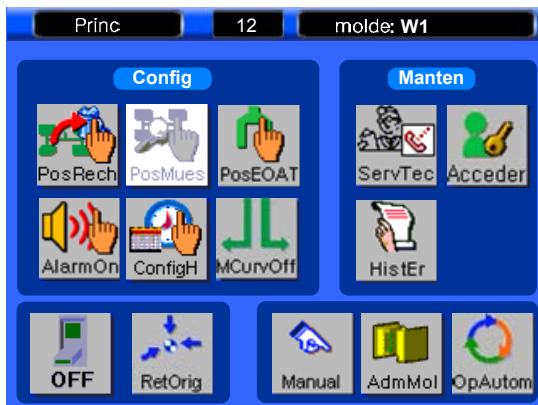 Princ 12 molde: W1
Config Manten
PosRech PosMues PosEOAT ServTec Acceder
AlarmOn ConfigH MCurvOff HistEr
OFF RetOrig Manual AdmMol OpAutom